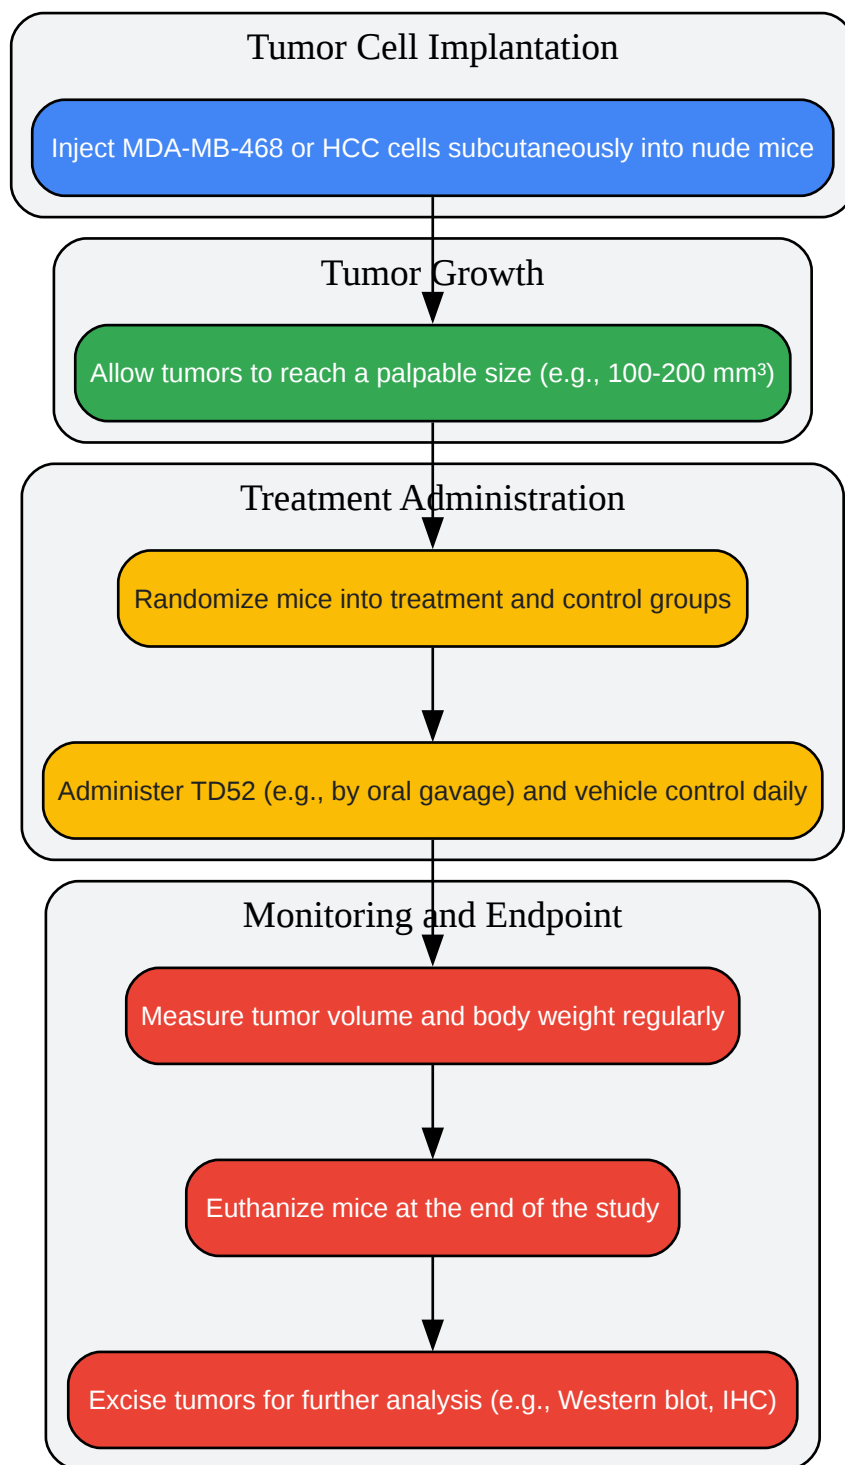 Tumor Cell Implantation
Inject MDA-MB-468 or HCC cells subcutaneously into nude mice
Tumor Growth
Allow tumors to reach a palpable size (e.g., 100-200 mm³)
Treatment Administration
Randomize mice into treatment and control groups
Administer TD52 (e.g., by oral gavage) and vehicle control daily
Monitoring and Endpoint
Measure tumor volume and body weight regularly
Euthanize mice at the end of the study
Excise tumors for further analysis (e.g., Western blot, IHC)